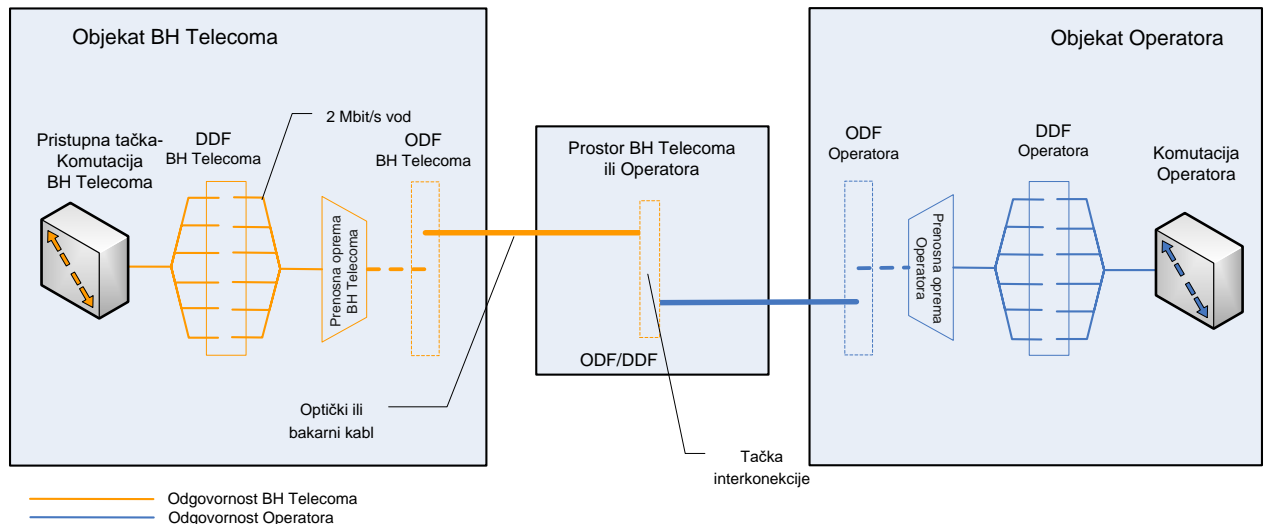 Objekat BH Telecoma
Pristupna tačka-
Komutacija
BH Telecoma
DDF
BH Telecoma
2 Mbit/s vod
ODF
BH Telecoma
Prenosna oprema
BH Telecoma
Optički ili
bakarni kabl
Prostor BH Telecoma
ili Operatora
ODF/DDF
Tačka
interkonekcije
Objekat Operatora
ODF
Operatora
Prenosna oprema
Operatora
DDF
Operatora
Komutacija
Operatora
Odgovornost BH Telecoma
Odgovornost Operatora